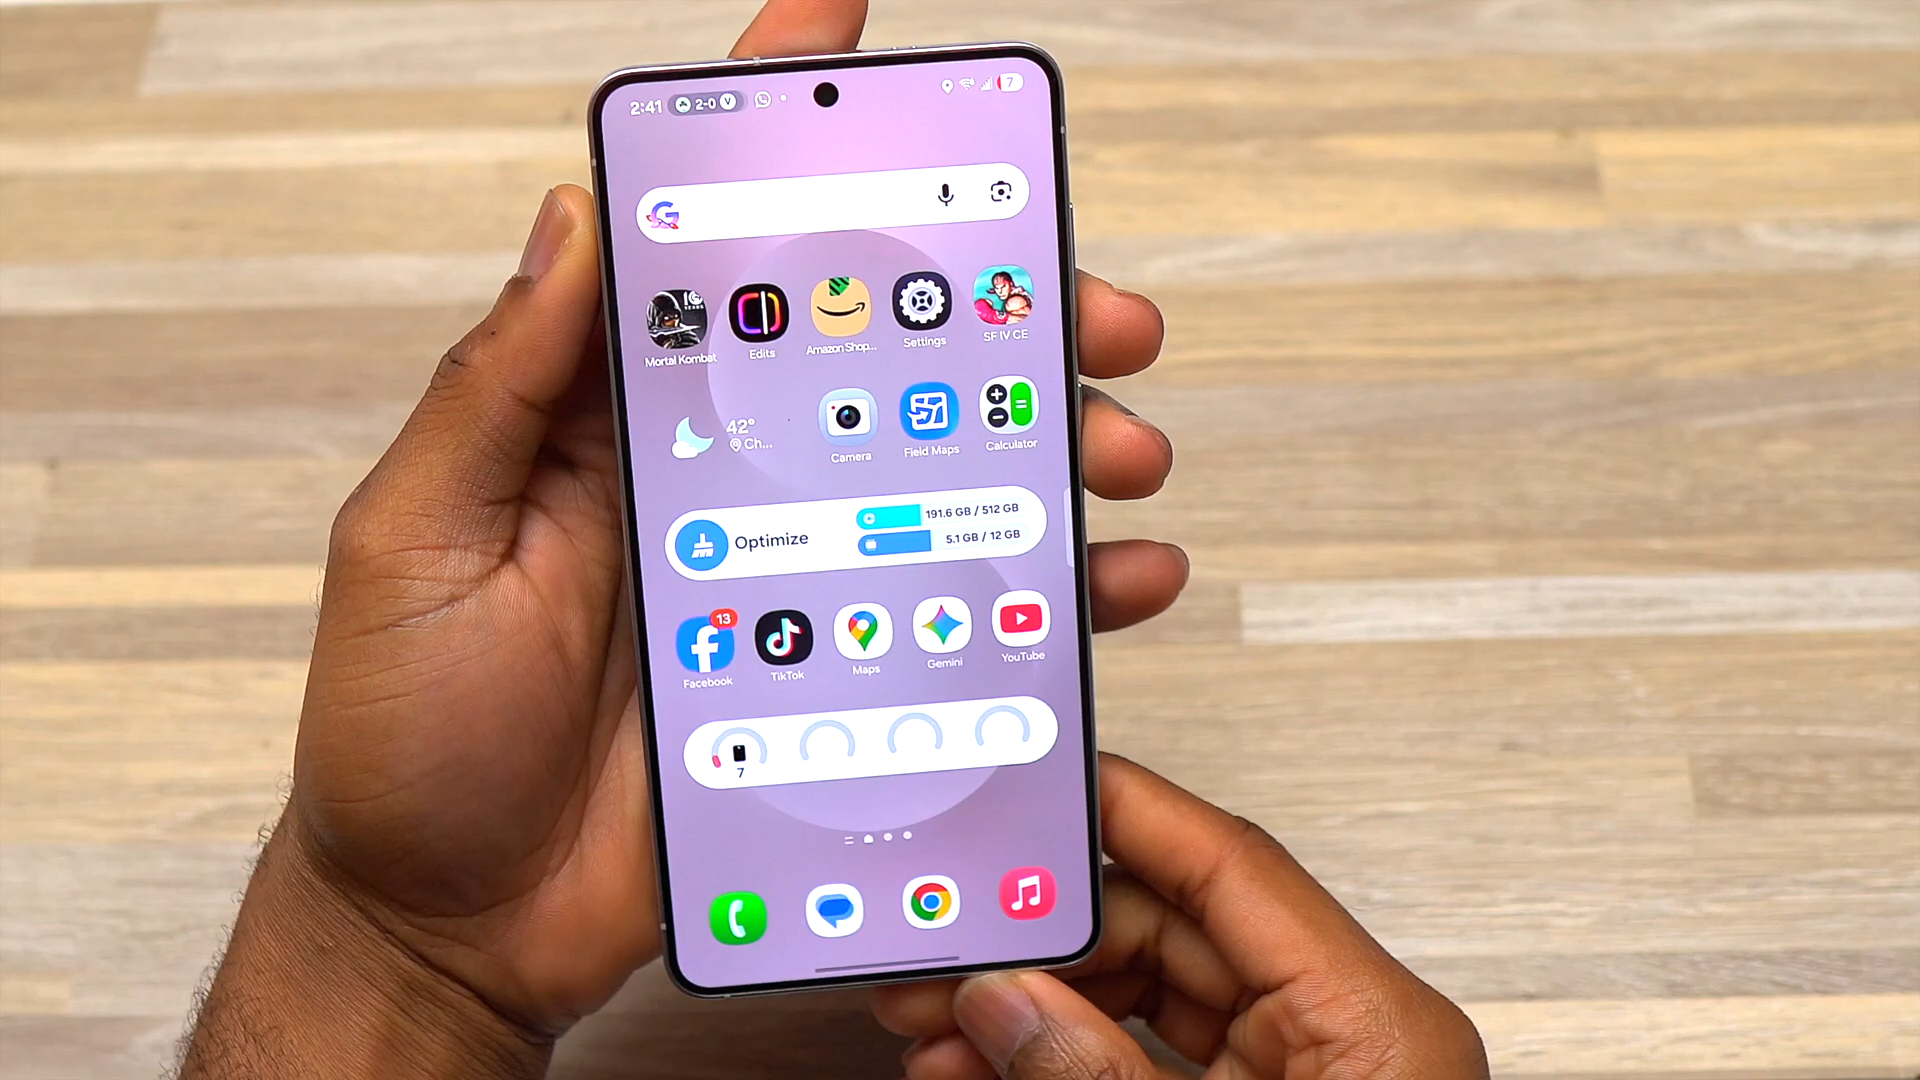 2:41 2-0 V 7
G
Mortal Kombat Edits Amazon Shop... Settings SF IV CE
42°
Ch...
Camera Field Maps Calculator
Optimize
191.6 GB / 512 GB
5.1 GB / 12 GB
13
Facebook TikTok Maps Gemini YouTube
7